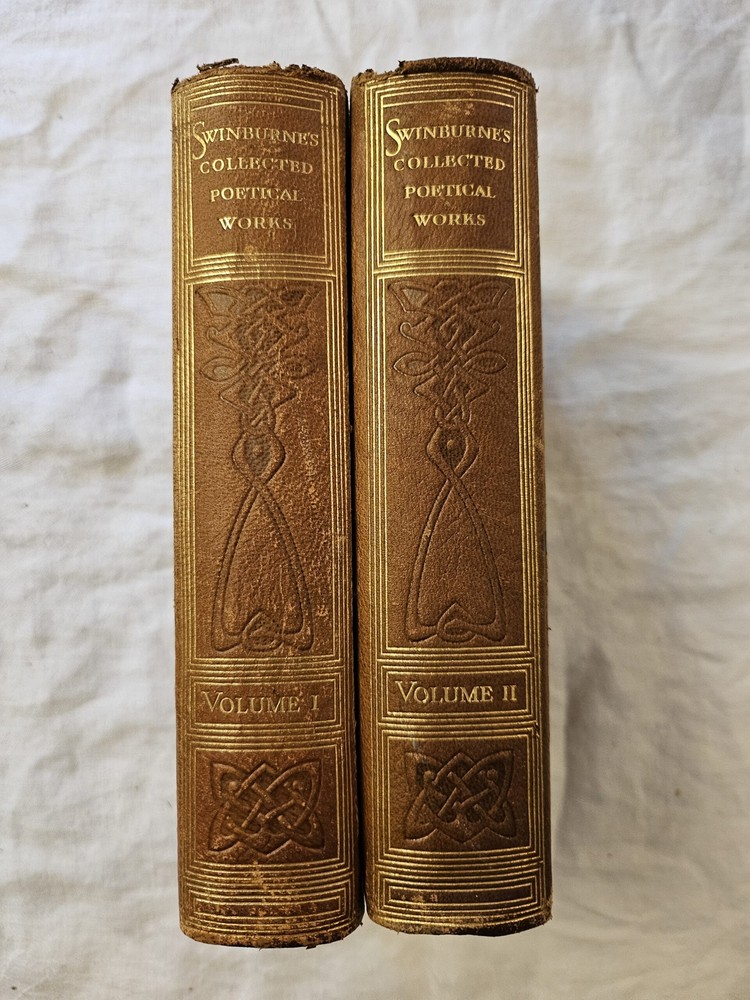 SWINBURNE'S
COLLECTED
POETICAL
WORKS
VOLUME I
SWINBURNE'S
COLLECTED
POETICAL
WORKS
VOLUME II